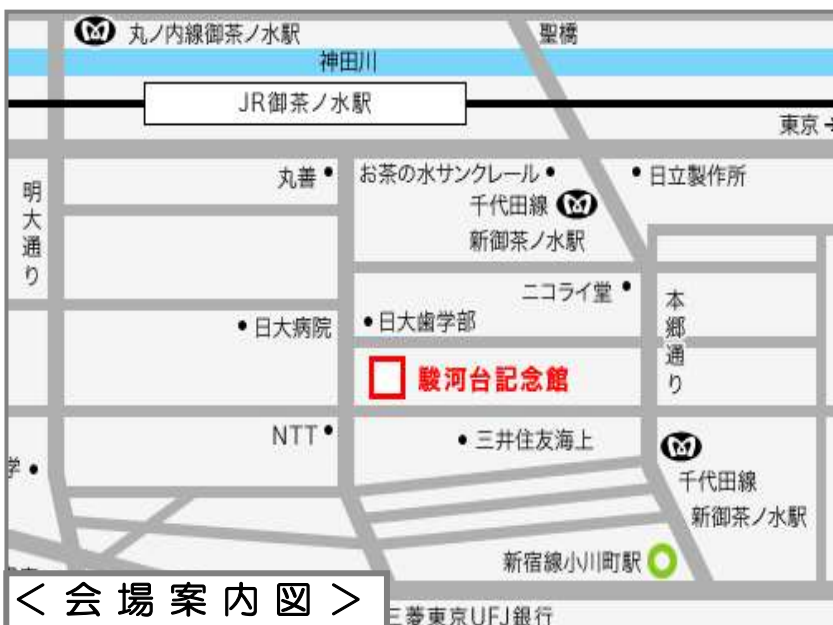 丸ノ内線御茶ノ水駅
聖橋
神田川
JR御茶ノ水駅
東京→
丸善
お茶の水サンクレール
日立製作所
千代田線
新御茶ノ水駅
明大通り
ニコライ堂
本郷通り
日大病院
日大歯学部
駿河台記念館
NTT
三井住友海上
千代田線
新御茶ノ水駅
新宿線小川町駅
<会場案内図>
三菱東京UFJ銀行